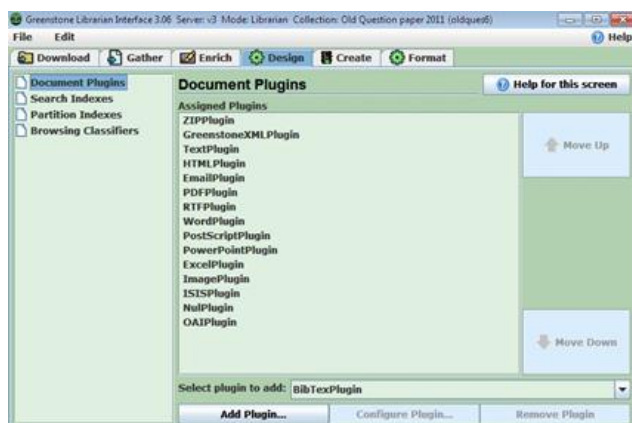 Greenstone Librarian Interface 3.06 Server: v3 Mode: Librarian Collection: Old Question paper 2011 (oldques6)
File Edit Help
Download Gather Enrich Design Create Format
Document Plugins
Search Indexes
Partition Indexes
Browsing Classifiers
Document Plugins
Help for this screen
Assigned Plugins
ZIPPlugin
GreenstoneXMLPlugin
TextPlugin
HTMLPlugin
EmailPlugin
PDFPlugin
RTFPlugin
WordPlugin
PostScriptPlugin
PowerPointPlugin
ExcelPlugin
ImagePlugin
ISISPlugin
NulPlugin
OAIPlugin
Move Up
Move Down
Select plugin to add: BibTexPlugin
Add Plugin... Configure Plugin... Remove Plugin